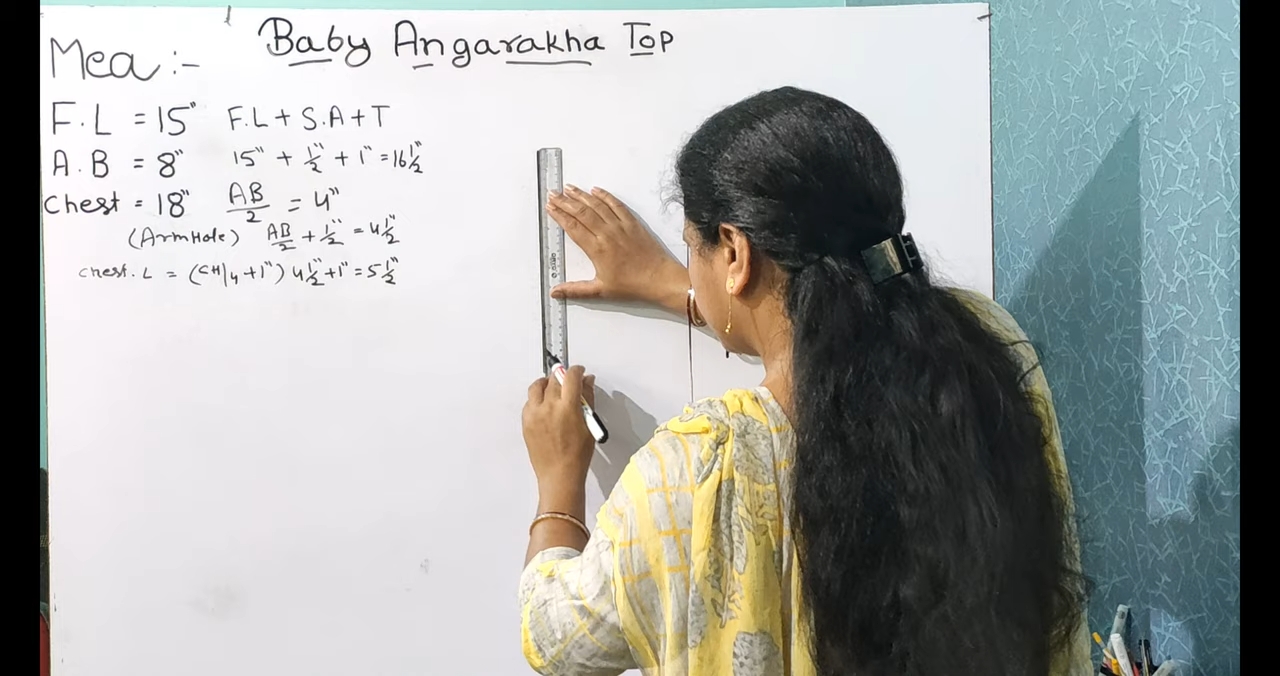 Baby Angarakha Top
Mea :-
F.L = 15" F.L + S.A + T
A.B = 8" 15" + 1/2" + 1" = 16 1/2"
Chest = 18" AB/2 = 4"
(ArmHole) AB/2 + 1/2" = 4 1/2"
Chest. L = (CH/4 + 1") 4 1/2" + 1" = 5 1/2"